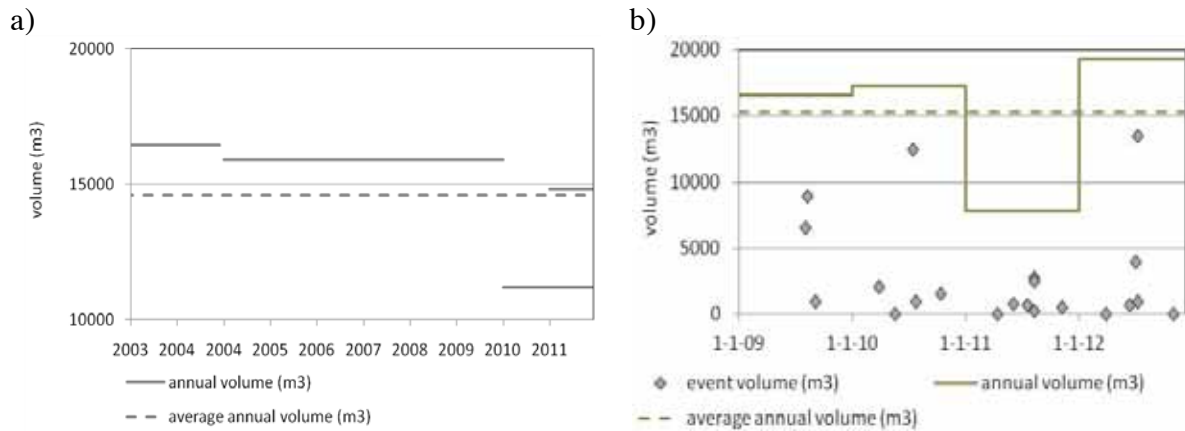 a)
20000
15000
10000
volume (m3)
2003 2004 2004 2005 2006 2007 2008 2009 2010 2011
annual volume (m3)
average annual volume (m3)
b)
20000
15000
10000
5000
0
volume (m3)
1-1-09 1-1-10 1-1-11 1-1-12
event volume (m3) annual volume (m3)
average annual volume (m3)